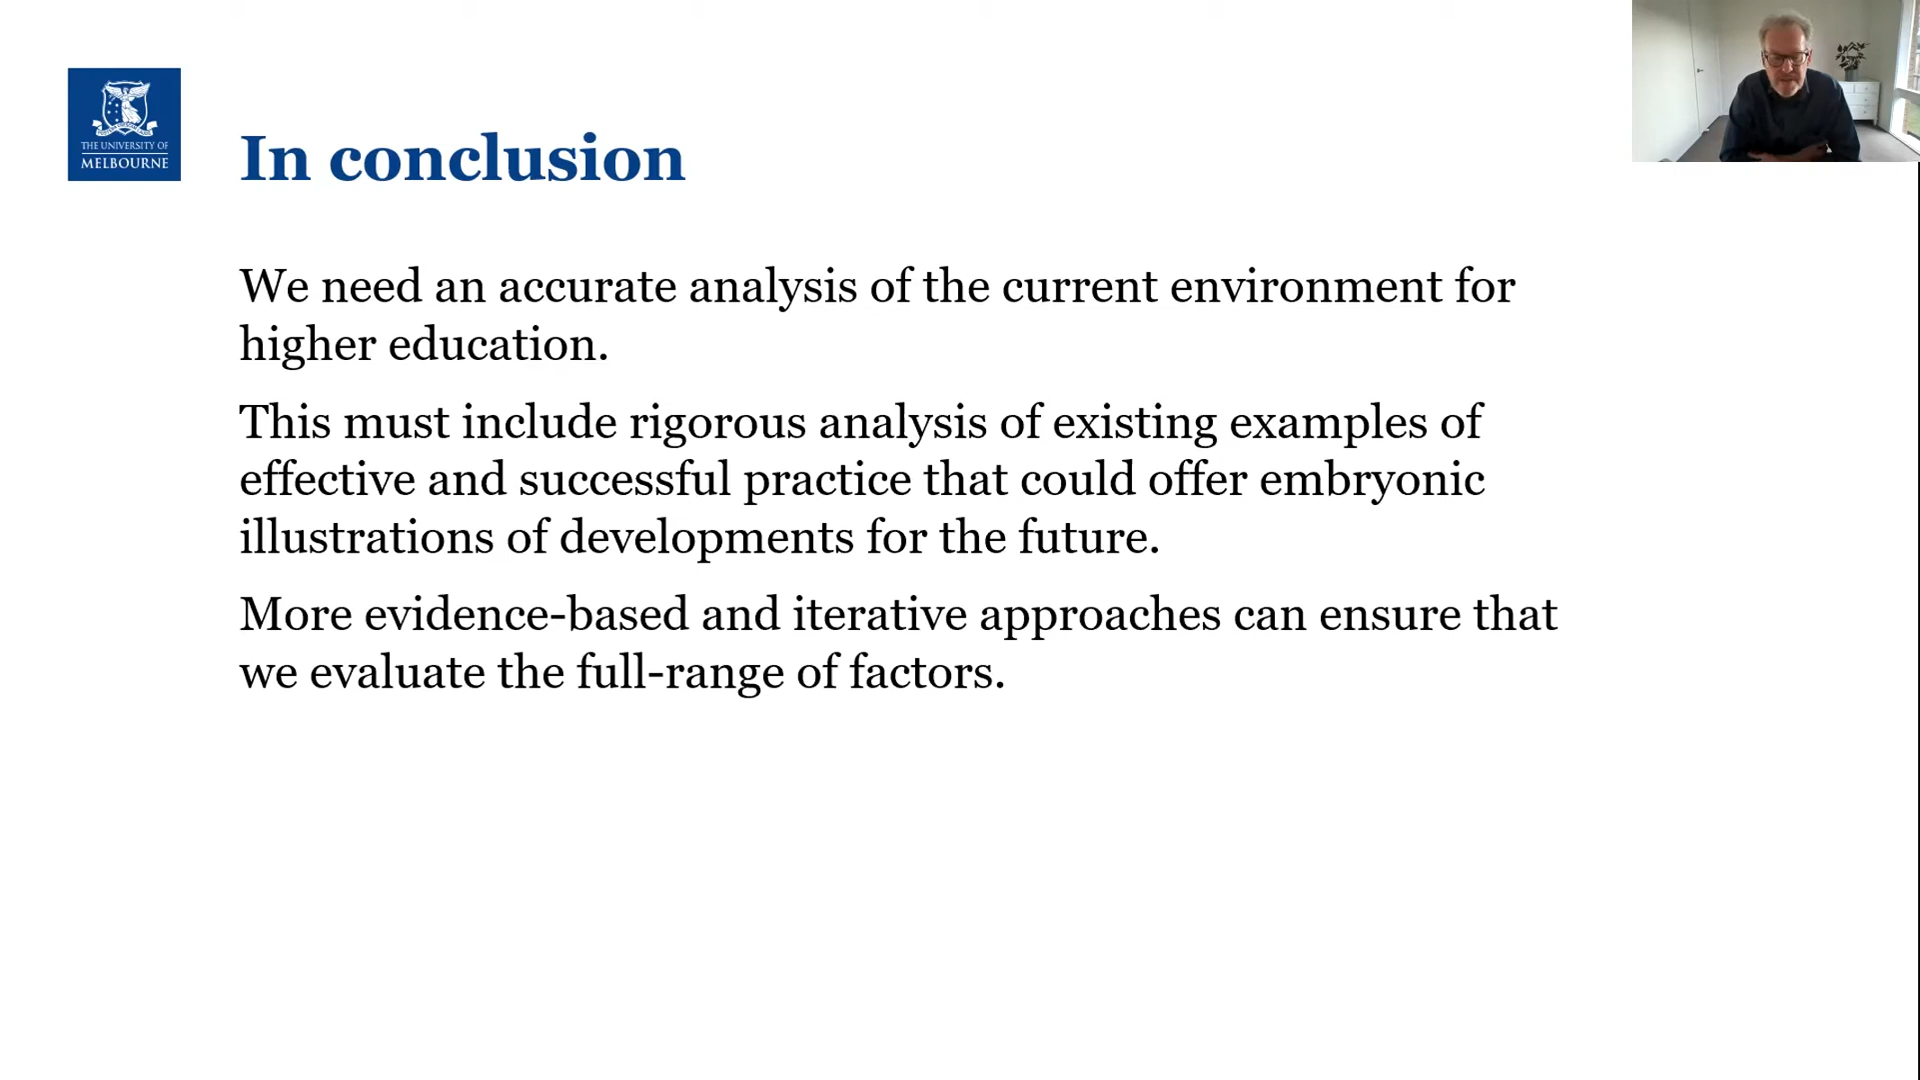 THE UNIVERSITY OF
MELBOURNE
In conclusion
We need an accurate analysis of the current environment for
higher education.
This must include rigorous analysis of existing examples of
effective and successful practice that could offer embryonic
illustrations of developments for the future.
More evidence-based and iterative approaches can ensure that
we evaluate the full-range of factors.